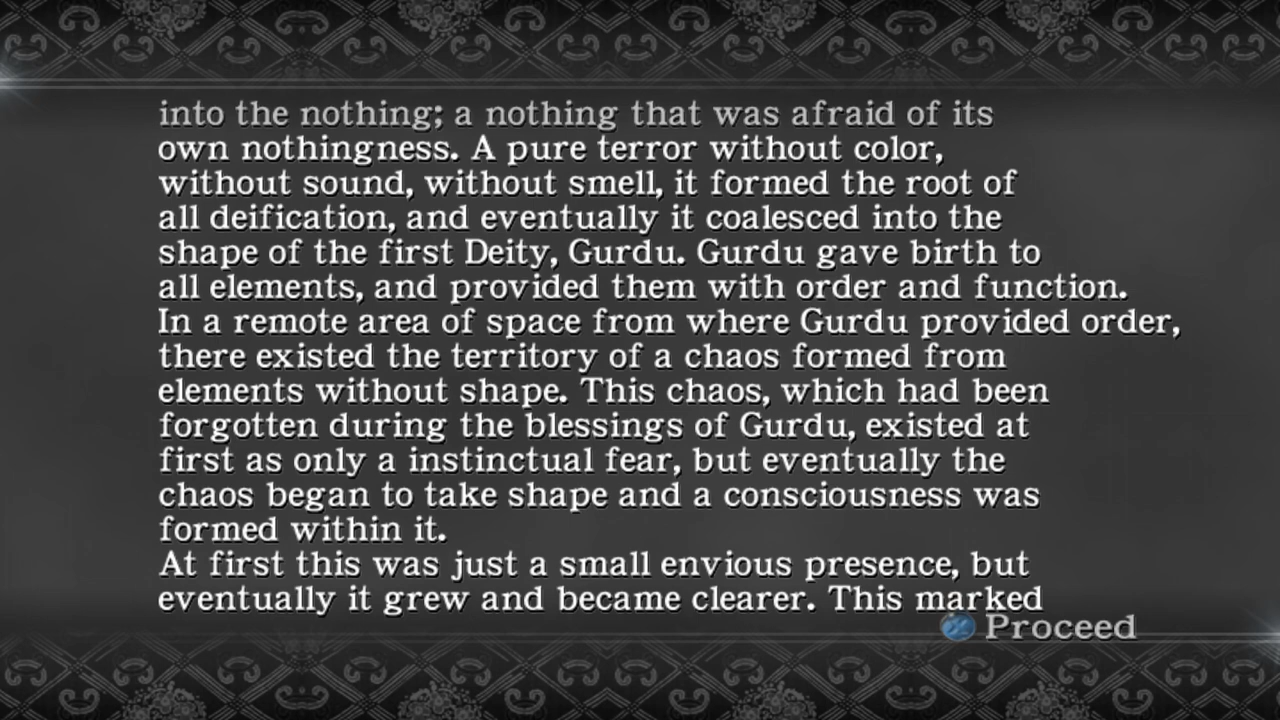 into the nothing; a nothing that was afraid of its
own nothingness. A pure terror without color,
without sound, without smell, it formed the root of
all deification, and eventually it coalesced into the
shape of the first Deity, Gurdu. Gurdu gave birth to
all elements, and provided them with order and function.
In a remote area of space from where Gurdu provided order,
there existed the territory of a chaos formed from
elements without shape. This chaos, which had been
forgotten during the blessings of Gurdu, existed at
first as only a instinctual fear, but eventually the
chaos began to take shape and a consciousness was
formed within it.
At first this was just a small envious presence, but
eventually it grew and became clearer. This marked
Proceed